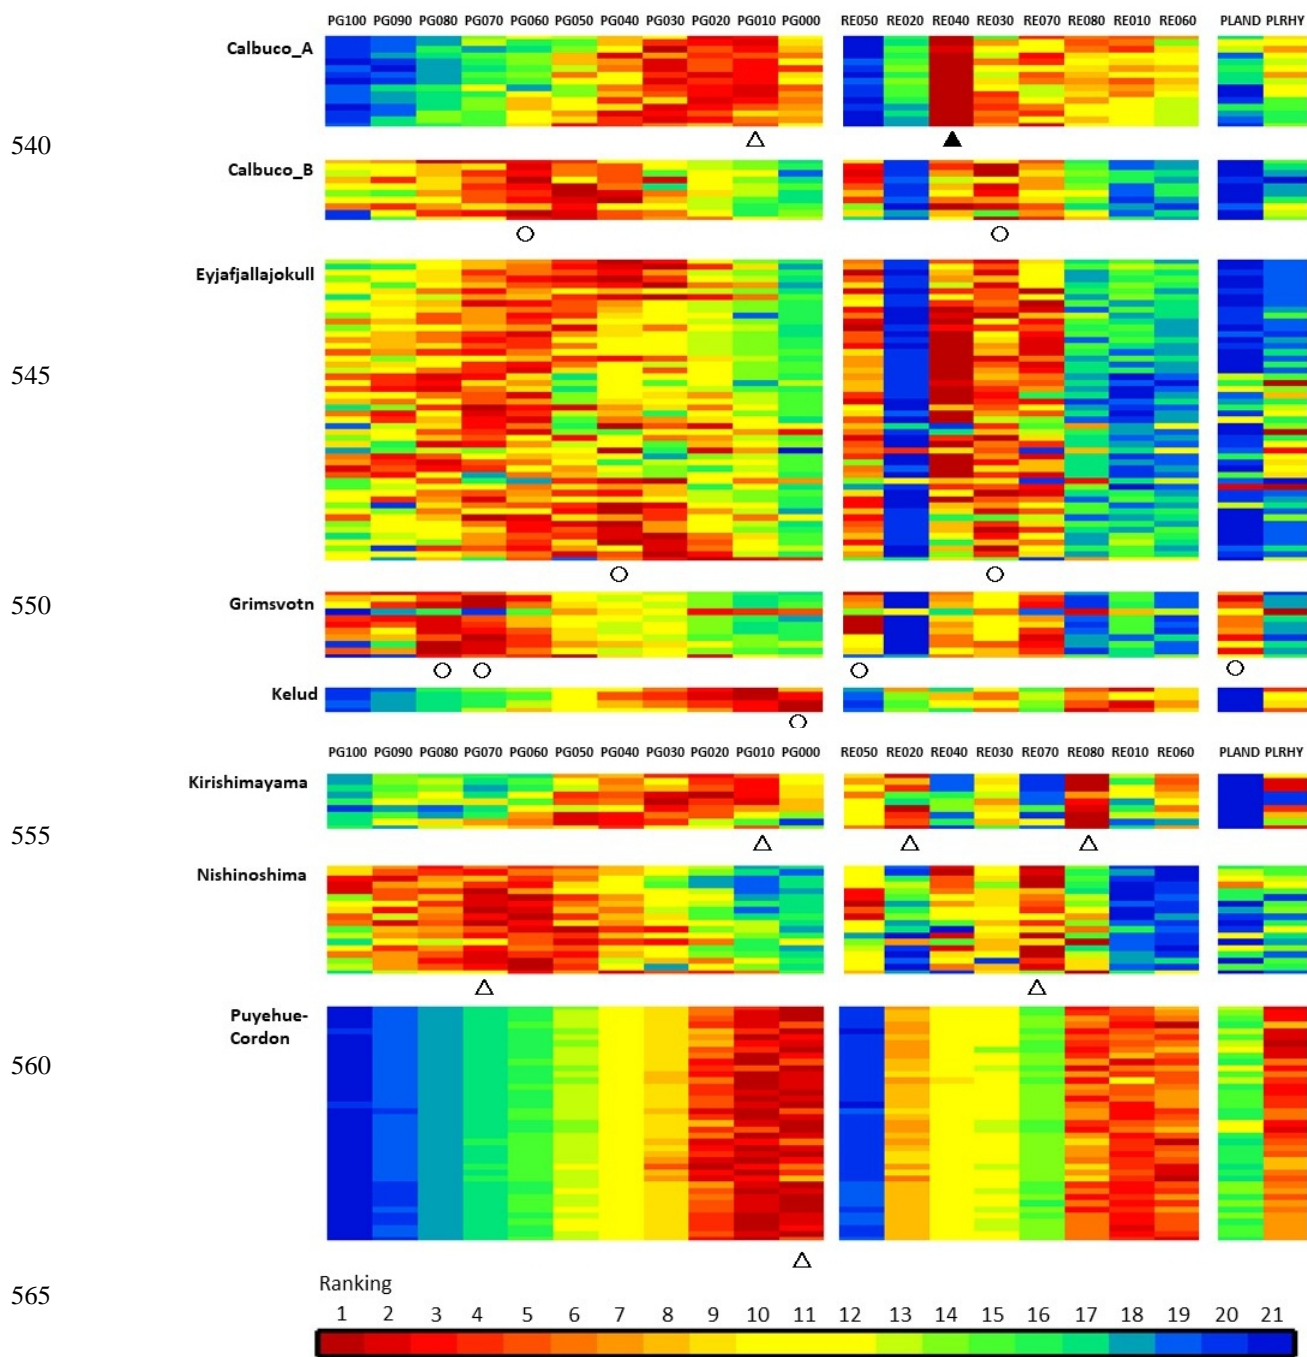 PG100 PG090 PG080 PG070 PG060 PG050 PG040 PG030 PG020 PG010 PG000 RE050 RE020 RE040 RE030 RE070 RE080 RE010 RE060 PLAND PLRHY
Calbuco_A
540
Calbuco_B
Eyjafjallajokull
545
550
Grimsvotn
Kelud
PG100 PG090 PG080 PG070 PG060 PG050 PG040 PG030 PG020 PG010 PG000 RE050 RE020 RE040 RE030 RE070 RE080 RE010 RE060 PLAND PLRHY
Kirishimayama
555
Nishinoshima
Puyehue-
Cordon
560
Ranking
565
1 2 3 4 5 6 7 9 10 11 12 13 14 15 16 17 18 19 20 21